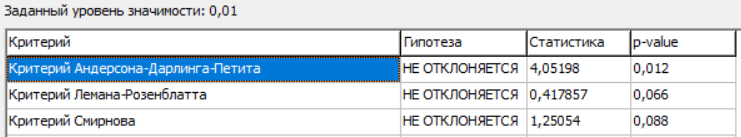 Заданный уровень значимости: 0,01
Критерий Гипотеза Статистика p-value
Критерий Андерсона-Дарлинга-Петита НЕ ОТКЛОНЯЕТСЯ 4,05198 0,012
Критерий Лемана-Розенблатта НЕ ОТКЛОНЯЕТСЯ 0,417857 0,066
Критерий Смирнова НЕ ОТКЛОНЯЕТСЯ 1,25054 0,088